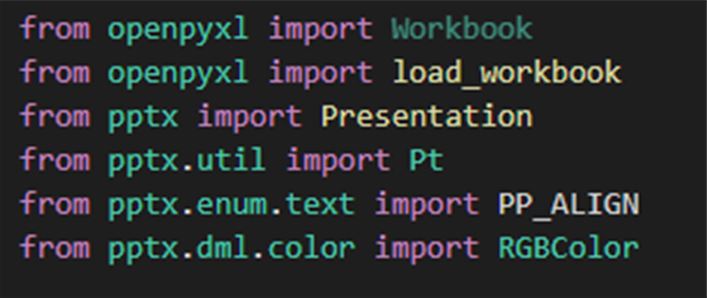 from openpyxl import Workbook
from openpyxl import load_workbook
from pptx import Presentation
from pptx.util import Pt
from pptx.enum.text import PP_ALIGN
from pptx.dml.color import RGBColor